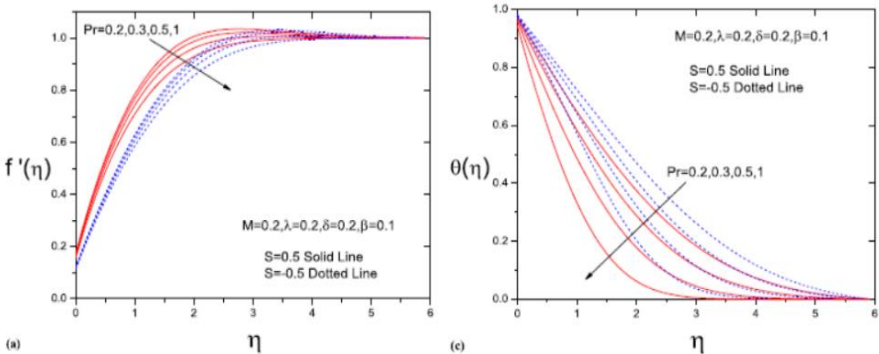 Pr=0.2,0.3,0.5,1
1.0
0.8
0.6
0.4
0.2
0.0
f '(η)
M=0.2,λ=0.2,δ=0.2,β=0.1
S=0.5 Solid Line
S=-0.5 Dotted Line
0 1 2 3 4 5 6
η
(a)
1.0
0.8
0.6
0.4
0.2
0.0
θ(η)
M=0.2,λ=0.2,δ=0.2,β=0.1
S=0.5 Solid Line
S=-0.5 Dotted Line
Pr=0.2,0.3,0.5,1
0 1 2 3 4 5 6
η
(c)